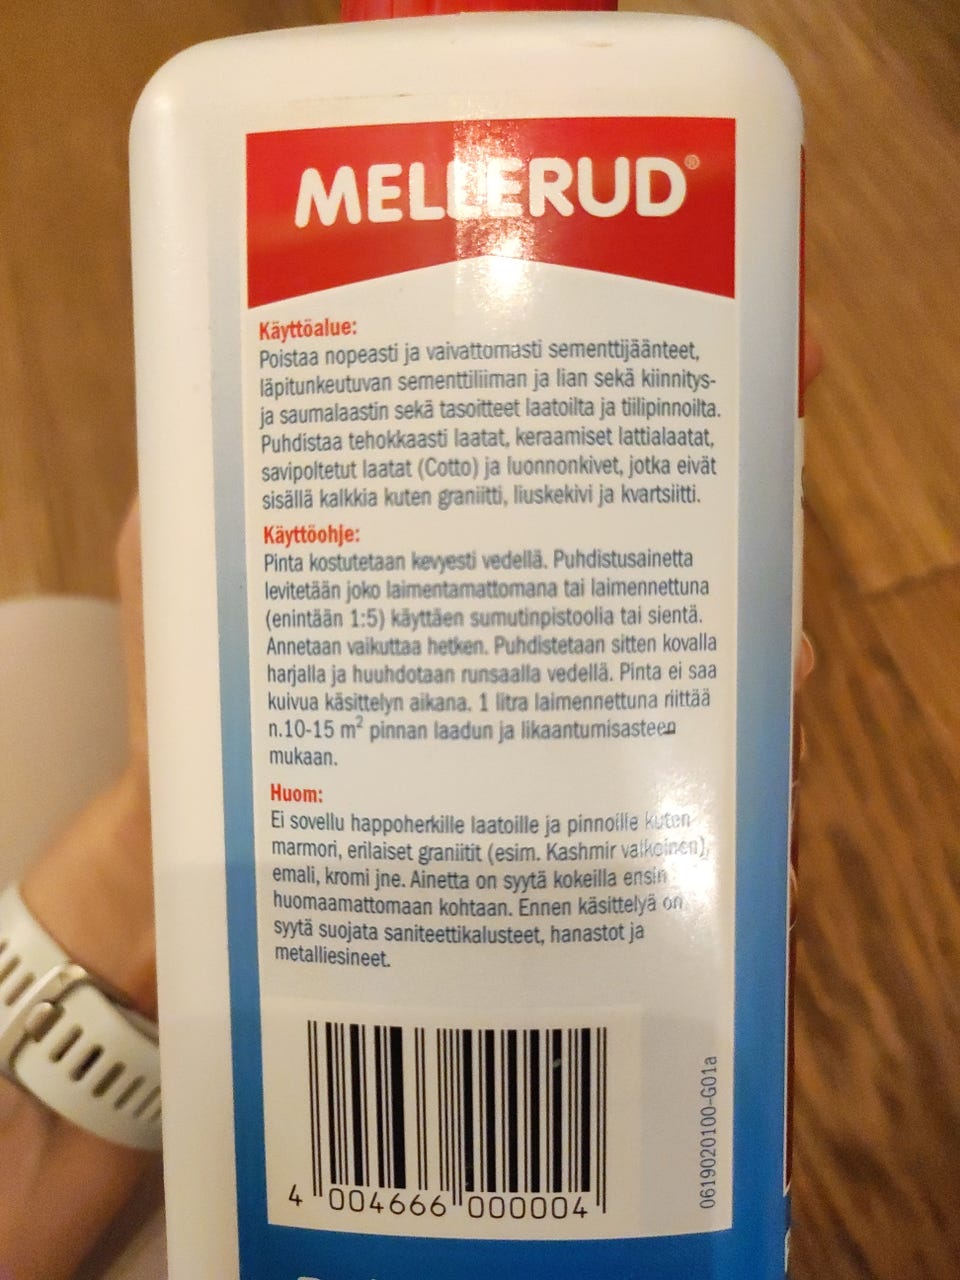 MELLERUD®
Käyttöalue:
Poistaa nopeasti ja vaivattomasti sementtijäänteet,
läpitunkeutuvan sementtiliiman ja lian sekä kiinnitys-
ja saumalaastin sekä tasoitteet laatoilta ja tiilipinnoilta.
Puhdistaa tehokkaasti laatat, keraamiset lattialaatat,
savipoltetut laatat (Cotto) ja luonnonkivet, jotka eivät
sisällä kalkkia kuten graniitti, liuskekivi ja kvartsiitti.
Käyttöohje:
Pinta kostutetaan kevyesti vedellä. Puhdistusainetta
levitetään joko laimentamattomana tai laimennettuna
(enintään 1:5) käyttäen sumutinpistoolia tai sientä.
Annetaan vaikuttaa hetken. Puhdistetaan sitten kovalla
harjalla ja huuhdotaan runsaalla vedellä. Pinta ei saa
kuivua käsittelyn aikana. 1 litra laimennettuna riittää
n.10-15 m² pinnan laadun ja likaantumisasteen
mukaan.
Huom:
Ei sovellu happoherkille laatoille ja pinnoille kuten
marmori, erilaiset graniitit (esim. Kashmir valkoinen),
emali, kromi jne. Ainetta on syytä kokeilla ensin
huomaamattomaan kohtaan. Ennen käsittelyä on
syytä suojata saniteettikalusteet, hanastot ja
metalliesineet.
4 004666 000004
0619020100-G01a